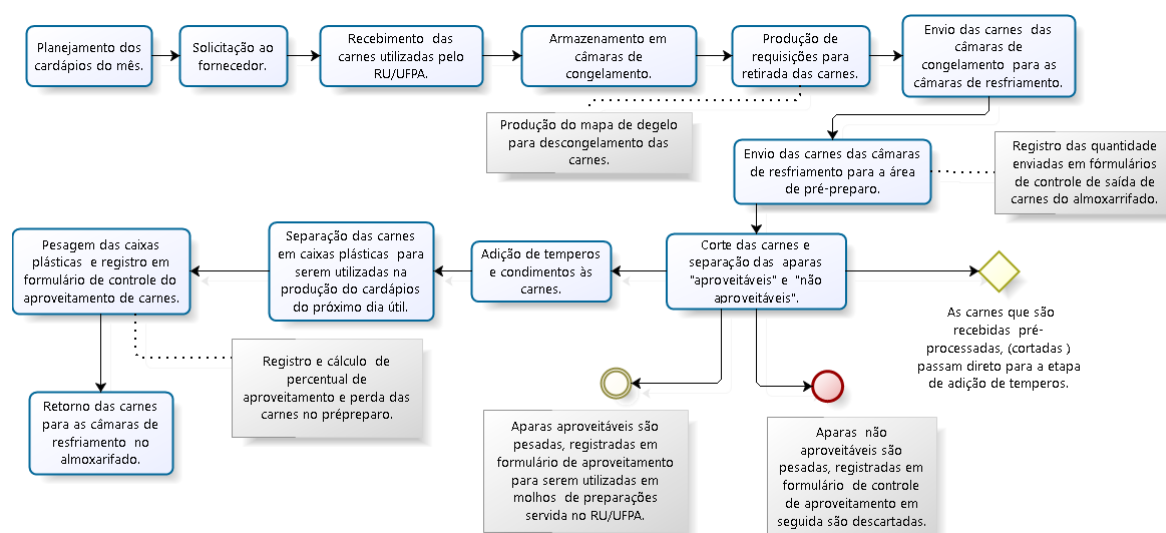 Planejamento dos
cardápios do mês.
Solicitação ao
fornecedor.
Recebimento das
carnes utilizadas pelo
RU/UFPA.
Armazenamento em
câmaras de
congelamento.
Produção de
requisições para
retirada das carnes.
Envio das carnes das
câmaras de
congelamento para as
câmaras de resfriamento.
Produção do mapa de degelo
para descongelamento das
carnes.
Envio das carnes das câmaras
de resfriamento para a área
de pré-preparo.
Registro das quantidade
enviadas em fórmulários
de controle de saída de
carnes do almoxarrifado.
Pesagem das caixas
plásticas e registro em
formulário de controle do
aproveitamento de carnes.
Separação das carnes
em caixas plásticas para
serem utilizadas na
produção do cardápios
do próximo dia útil.
Adição de temperos
e condimentos às
carnes.
Corte das carnes e
separação das aparas
"aproveitáveis" e "não
aproveitáveis".
As carnes que são
recebidas pré-
processadas, (cortadas )
passam direto para a etapa
de adição de temperos.
Registro e cálculo de
percentual de
aproveitamento e perda das
carnes no prépreparo.
Retorno das carnes
para as câmaras de
resfriamento no
almoxarifado.
Aparas aproveitáveis são
pesadas, registradas em
formulário de aproveitamento
para serem utilizadas em
molhos de preparações
servida no RU/UFPA.
Aparas não
aproveitáveis são
pesadas, registradas em
formulário de controle
de aproveitamento em
seguida são descartadas.